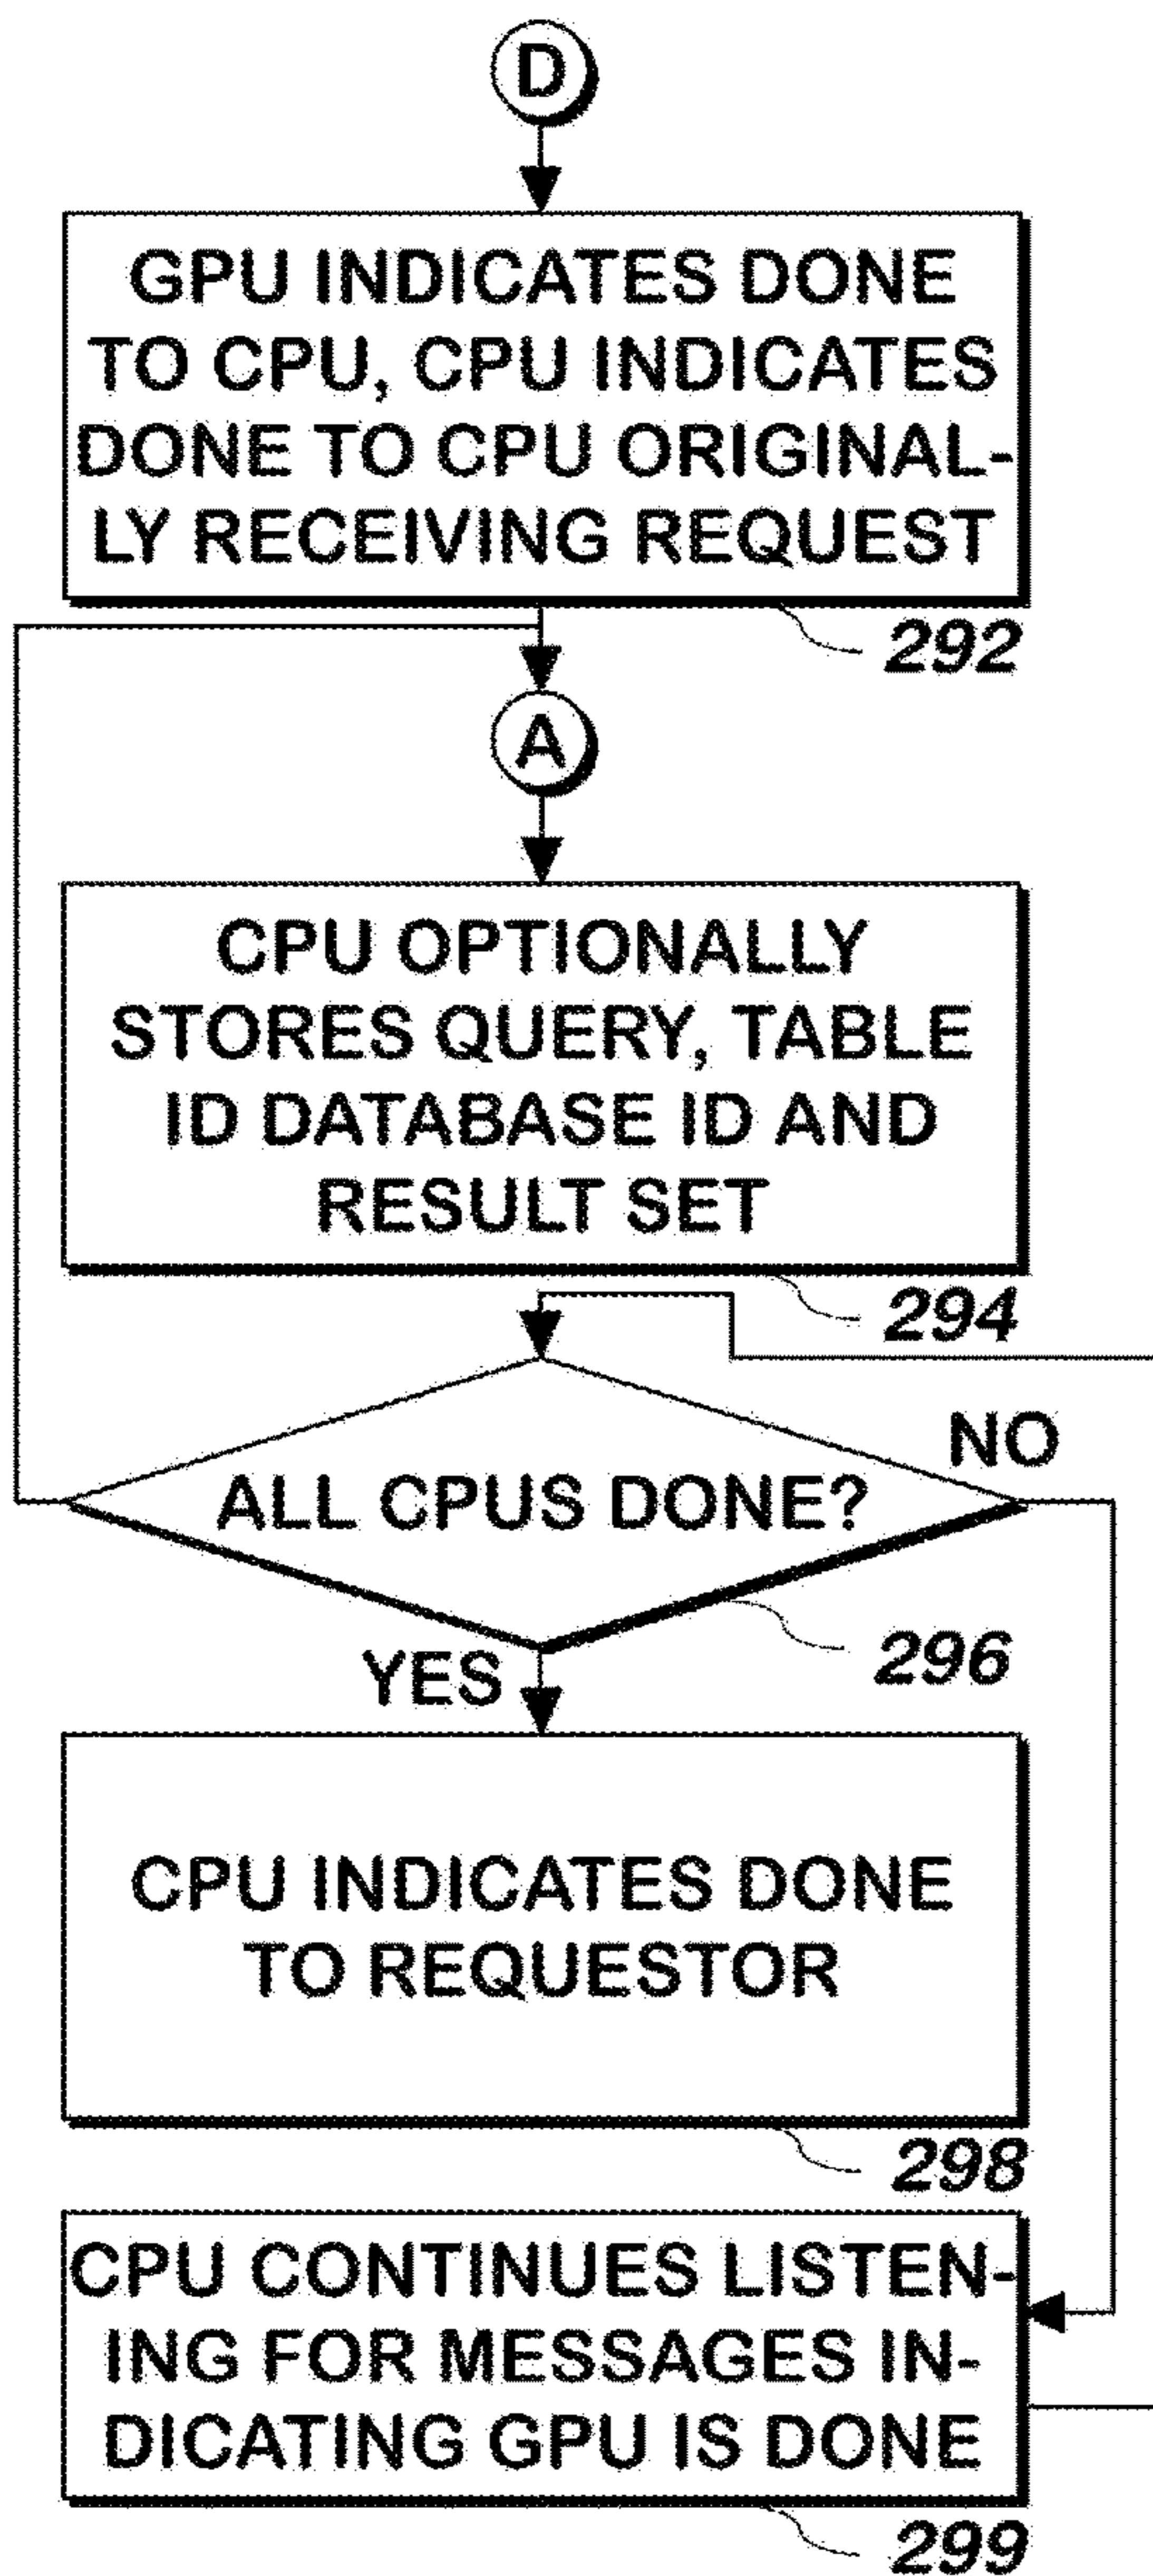 D
GPU INDICATES DONE
TO CPU, CPU INDICATES
DONE TO CPU ORIGINAL-
LY RECEIVING REQUEST
292
A
CPU OPTIONALLY
STORES QUERY, TABLE
ID DATABASE ID AND
RESULT SET
294
NO
ALL CPUS DONE?
296
YES
CPU INDICATES DONE
TO REQUESTOR
298
CPU CONTINUES LISTEN-
ING FOR MESSAGES IN-
DICATING GPU IS DONE
299